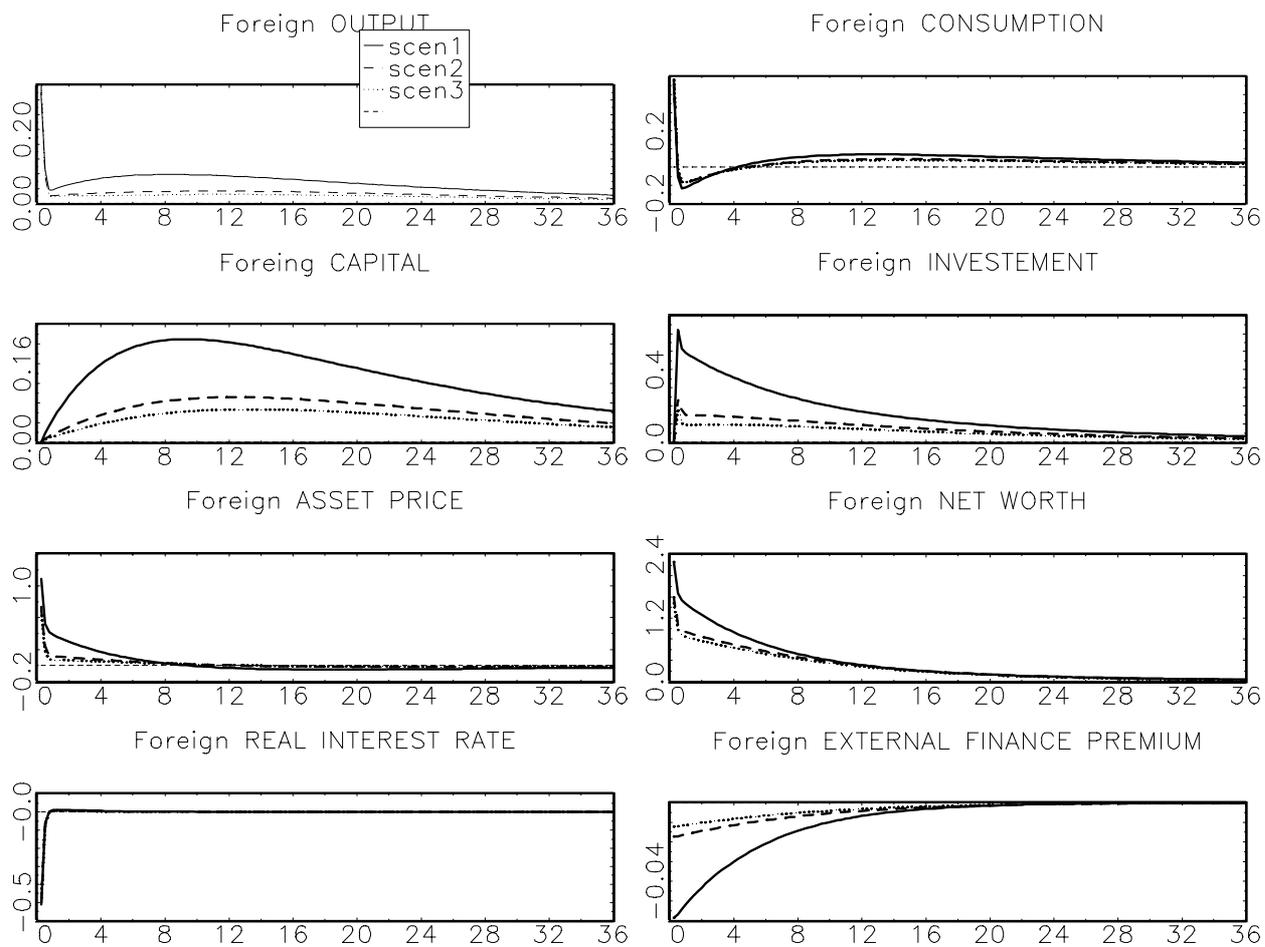 Foreign OUTPUT
scen1
scen2
scen3
0.20
0.00
0 4 8 12 16 20 24 28 32 36
Foreign CONSUMPTION
0.2
−0.2
0 4 8 12 16 20 24 28 32 36
Foreing CAPITAL
0.16
0.00
0 4 8 12 16 20 24 28 32 36
Foreign INVESTEMENT
0.4
0.0
0 4 8 12 16 20 24 28 32 36
Foreign ASSET PRICE
1.0
−0.2
0 4 8 12 16 20 24 28 32 36
Foreign NET WORTH
2.4
1.2
0.0
0 4 8 12 16 20 24 28 32 36
Foreign REAL INTEREST RATE
−0.0
−0.5
0 4 8 12 16 20 24 28 32 36
Foreign EXTERNAL FINANCE PREMIUM
−0.04
0 4 8 12 16 20 24 28 32 36